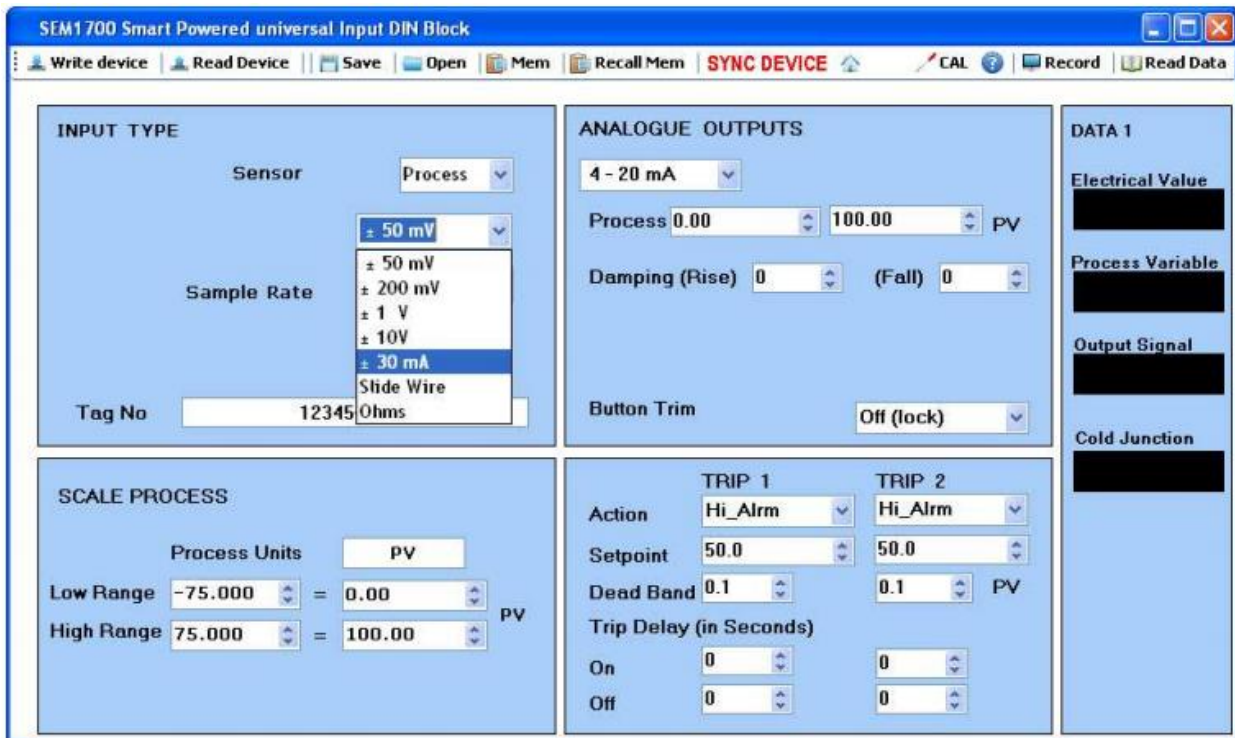 SEM1700 Smart Powered universal Input DIN Block
Write device Read Device Save Open Mem Recall Mem SYNC DEVICE CAL ? Record Read Data
INPUT TYPE
Sensor Process
± 50 mV
± 50 mV
± 200 mV
± 1 V
± 10V
± 30 mA
Slide Wire
Ohms
Sample Rate
Tag No 12345
ANALOGUE OUTPUTS
4 - 20 mA
Process 0.00 100.00 PV
Damping (Rise) 0 (Fall) 0
Button Trim Off (lock)
DATA 1
Electrical Value
Process Variable
Output Signal
Cold Junction
SCALE PROCESS
Process Units PV
Low Range -75.000 = 0.00
High Range 75.000 = 100.00
PV
TRIP 1 TRIP 2
Action Hi_Alrm Hi_Alrm
Setpoint 50.0 50.0
Dead Band 0.1 0.1 PV
Trip Delay (in Seconds)
On 0 0
Off 0 0